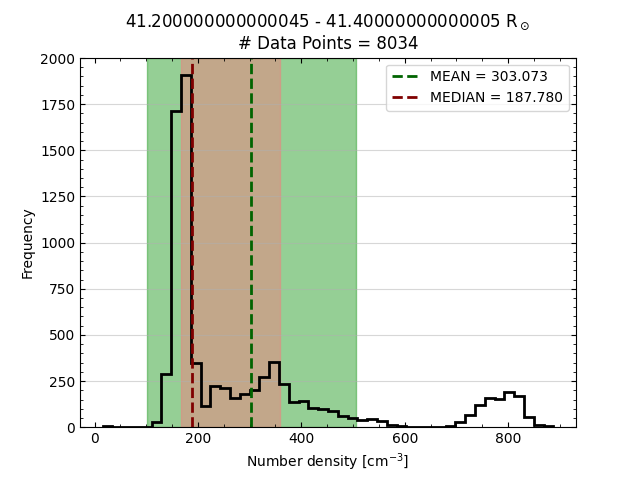 41.200000000000045 - 41.40000000000005 R⊙
# Data Points = 8034
2000
1750
1500
1250
1000
750
500
250
0
Frequency
MEAN = 303.073
MEDIAN = 187.780
0 200 400 600 800
Number density [cm⁻³]